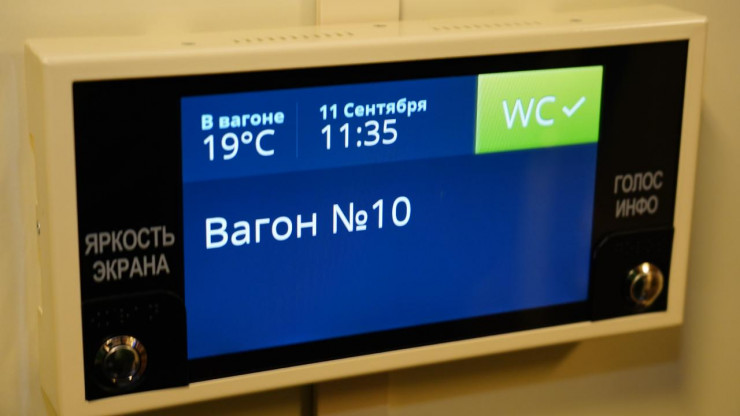 В вагоне
19°C
11 Сентября
11:35
WC ✓
Вагон №10
ЯРКОСТЬ
ЭКРАНА
ГОЛОС
ИНФО